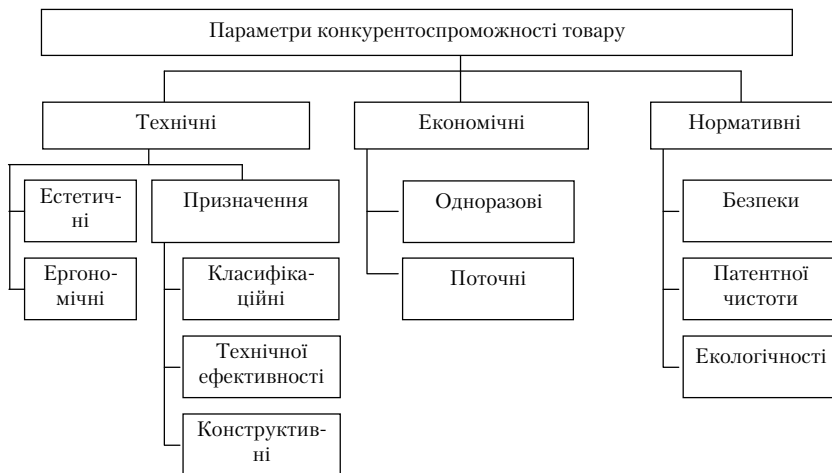 Параметри конкурентоспроможності товару
Технічні
Економічні
Нормативні
Естетич-
ні
Ергоно-
мічні
Призначення
Класифіка-
ційні
Технічної
ефективності
Конструктив-
ні
Одноразові
Поточні
Безпеки
Патентної
чистоти
Екологічності